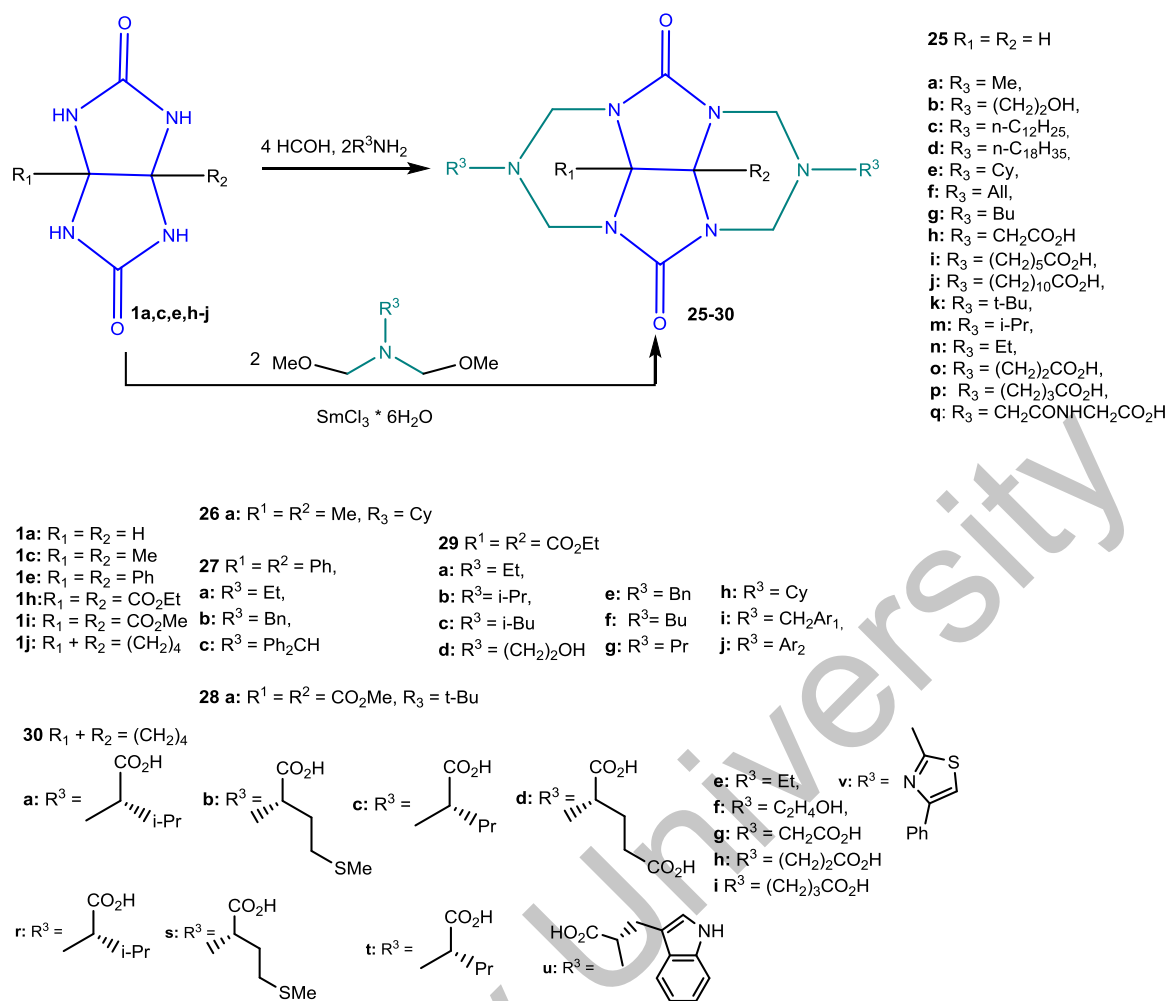 O
O
25 R1 = R2 = H
HN
NH
N
N
a: R3 = Me,
b: R3 = (CH2)2OH,
4 HCOH, 2R3NH2
c: R3 = n-C12H25,
R1
R2
R3
N
R1
R2
N
R3
d: R3 = n-C18H35,
e: R3 = Cy,
f: R3 = All,
HN
NH
N
N
g: R3 = Bu
h: R3 = CH2CO2H
i: R3 = (CH2)5CO2H,
j: R3 = (CH2)10CO2H,
O
1a,c,e,h-j
R3
O
25-30
k: R3 = t-Bu,
m: R3 = i-Pr,
2
MeO
N
OMe
n: R3 = Et,
o: R3 = (CH2)2CO2H,
p: R3 = (CH2)3CO2H,
SmCl3 * 6H2O
q: R3 = CH2CONHCH2CO2H
1a: R1 = R2 = H
1c: R1 = R2 = Me
1e: R1 = R2 = Ph
1h:R1 = R2 = CO2Et
1i: R1 = R2 = CO2Me
1j: R1 + R2 = (CH2)4
26 a: R1 = R2 = Me, R3 = Cy
27 R1 = R2 = Ph,
a: R3 = Et,
b: R3 = Bn,
c: R3 = Ph2CH
29 R1 = R2 = CO2Et
a: R3 = Et,
b: R3= i-Pr,
c: R3 = i-Bu
d: R3 = (CH2)2OH
e: R3 = Bn
f: R3= Bu
g: R3 = Pr
h: R3 = Cy
i: R3 = CH2Ar1,
j: R3 = Ar2
28 a: R1 = R2 = CO2Me, R3 = t-Bu
30 R1 + R2 = (CH2)4
a: R3 =
CO2H
i-Pr
b: R3 =
CO2H
SMe
c: R3 =
CO2H
Pr
d: R3 =
CO2H
CO2H
e: R3 = Et,
f: R3 = C2H4OH,
g: R3 = CH2CO2H
h: R3 = (CH2)2CO2H
i R3 = (CH2)3CO2H
v: R3 =
S
N
Ph
r: R3 =
CO2H
i-Pr
s: R3 =
CO2H
SMe
t: R3 =
CO2H
Pr
u: R3 =
HO2C
NH
University